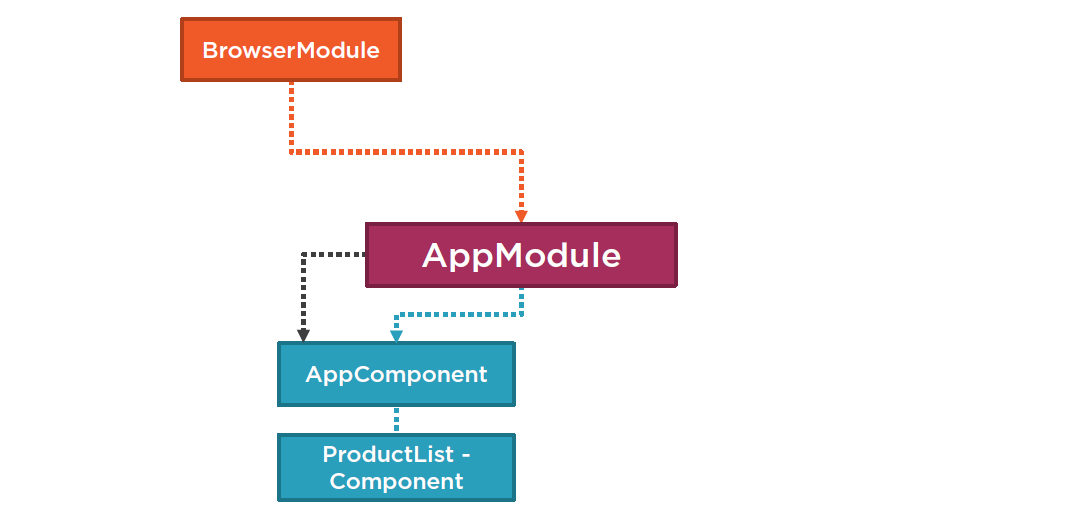 BrowserModule
AppModule
AppComponent
ProductList -
Component